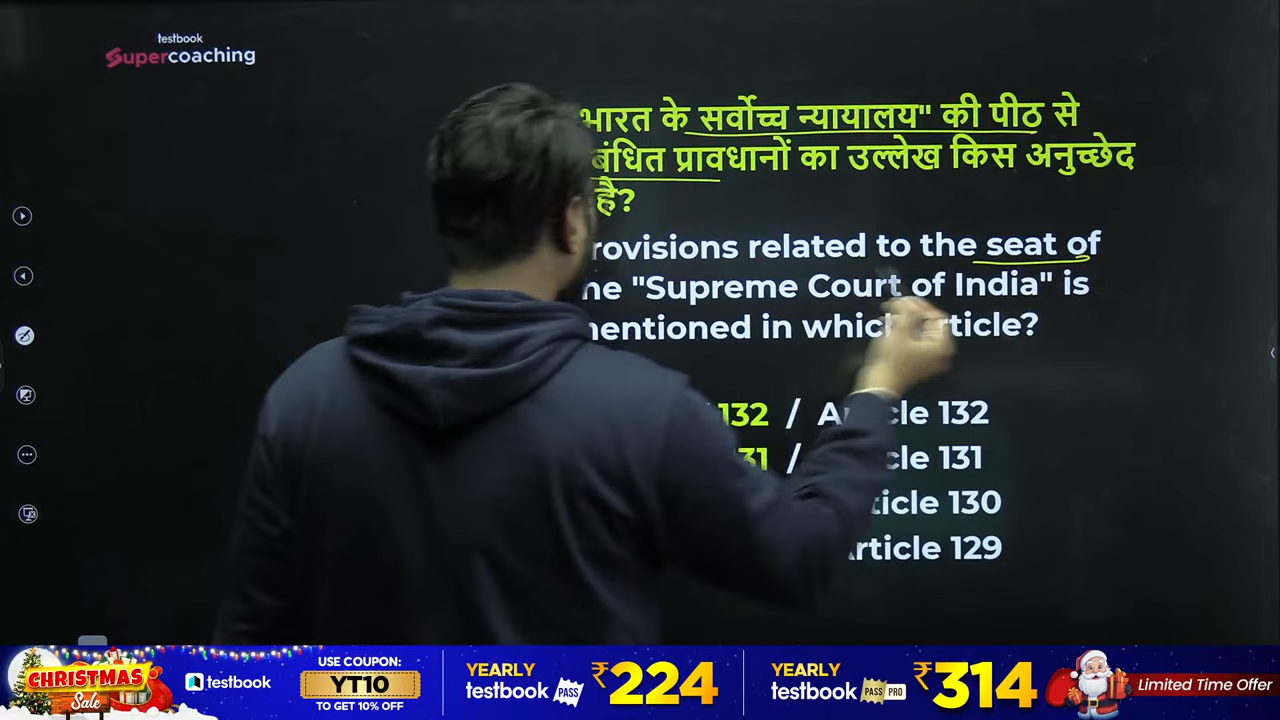 testbook
Supercoaching
भारत के सर्वोच्च न्यायालय" की पीठ से
बंधित प्रावधानों का उल्लेख किस अनुच्छेद
है?
rovisions related to the seat of
he "Supreme Court of India" is
mentioned in which rticle?
132 / A cle 132
31 / cle 131
ticle 130
rticle 129
CHRISTMAS
Sale
testbook
USE COUPON:
YT10
TO GET 10% OFF
YEARLY
testbook PASS
₹224
YEARLY
testbook PASS PRO
₹314
Limited Time Offer